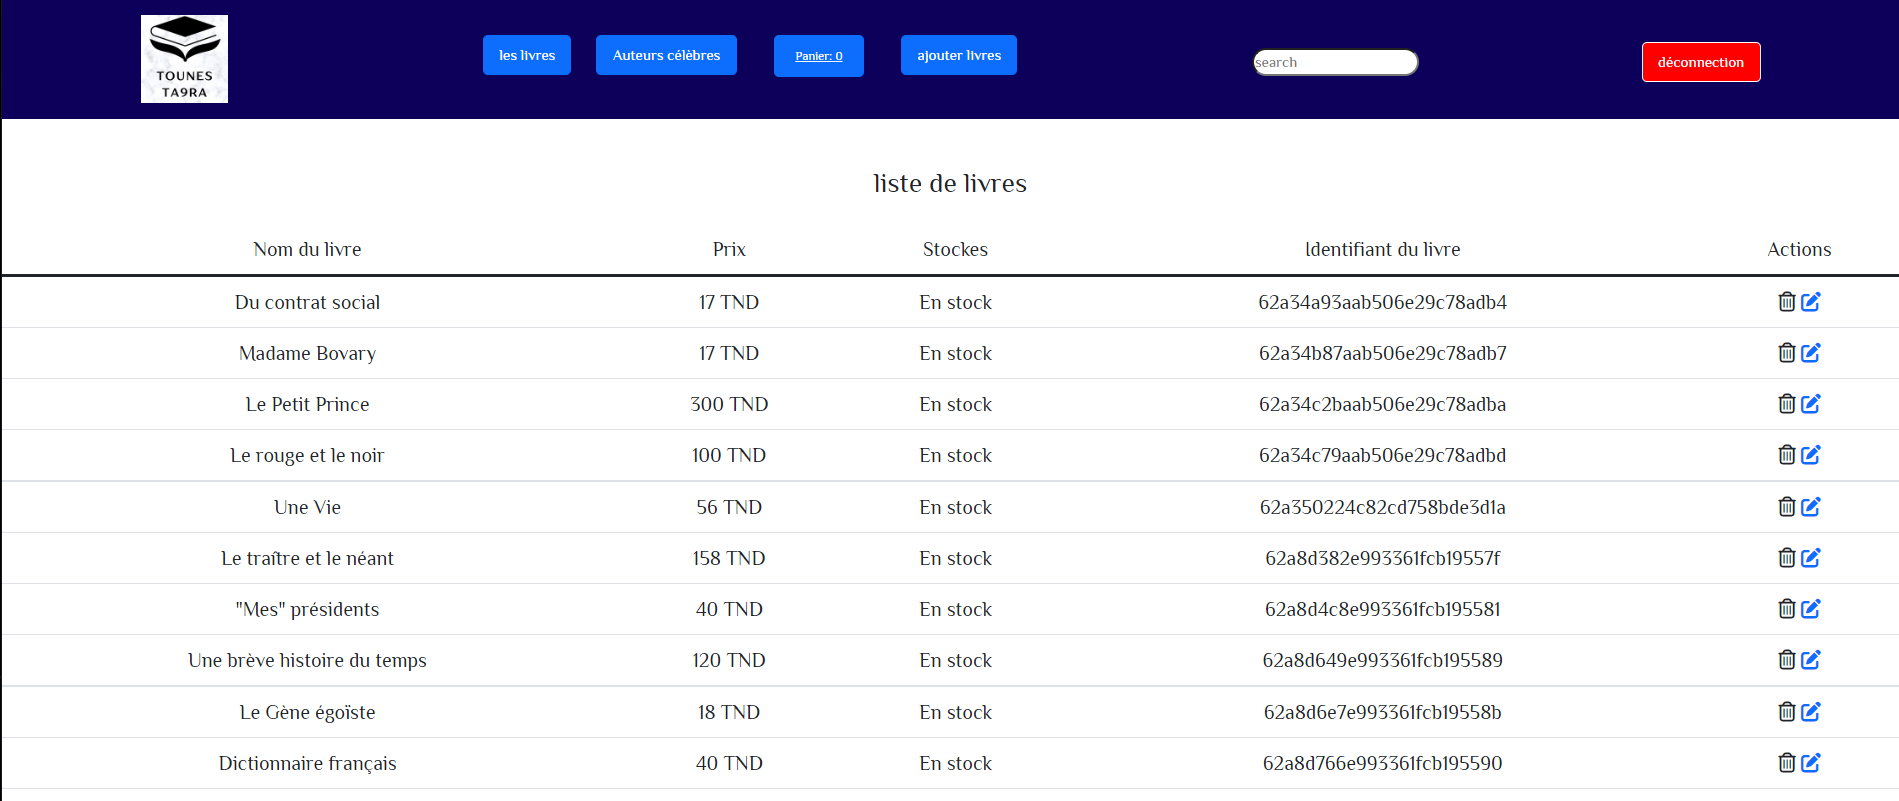 TOUNES
TA9RA
les livres
Auteurs célèbres
Panier: 0
ajouter livres
search
déconnection
liste de livres
Nom du livre Prix Stockes Identifiant du livre Actions
Du contrat social 17 TND En stock 62a34a93aab506e29c78adb4
Madame Bovary 17 TND En stock 62a34b87aab506e29c78adb7
Le Petit Prince 300 TND En stock 62a34c2baab506e29c78adba
Le rouge et le noir 100 TND En stock 62a34c79aab506e29c78adbd
Une Vie 56 TND En stock 62a350224c82cd758bde3d1a
Le traître et le néant 158 TND En stock 62a8d382e993361fcb19557f
"Mes" présidents 40 TND En stock 62a8d4c8e993361fcb195581
Une brève histoire du temps 120 TND En stock 62a8d649e993361fcb195589
Le Gène égoïste 18 TND En stock 62a8d6e7e993361fcb19558b
Dictionnaire français 40 TND En stock 62a8d766e993361fcb195590